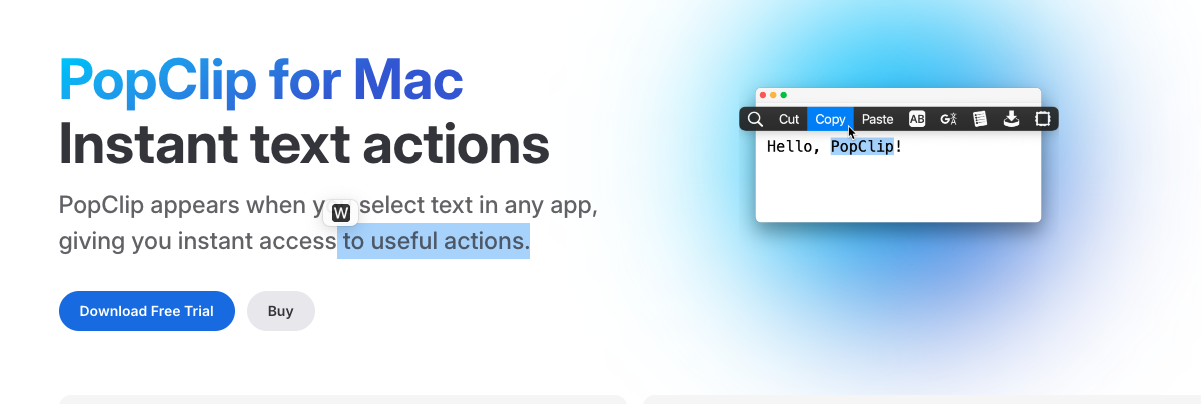 PopClip for Mac
Instant text actions
PopClip appears when y W select text in any app,
giving you instant access to useful actions.
Download Free Trial
Buy
Cut Copy Paste AB
Hello, PopClip!